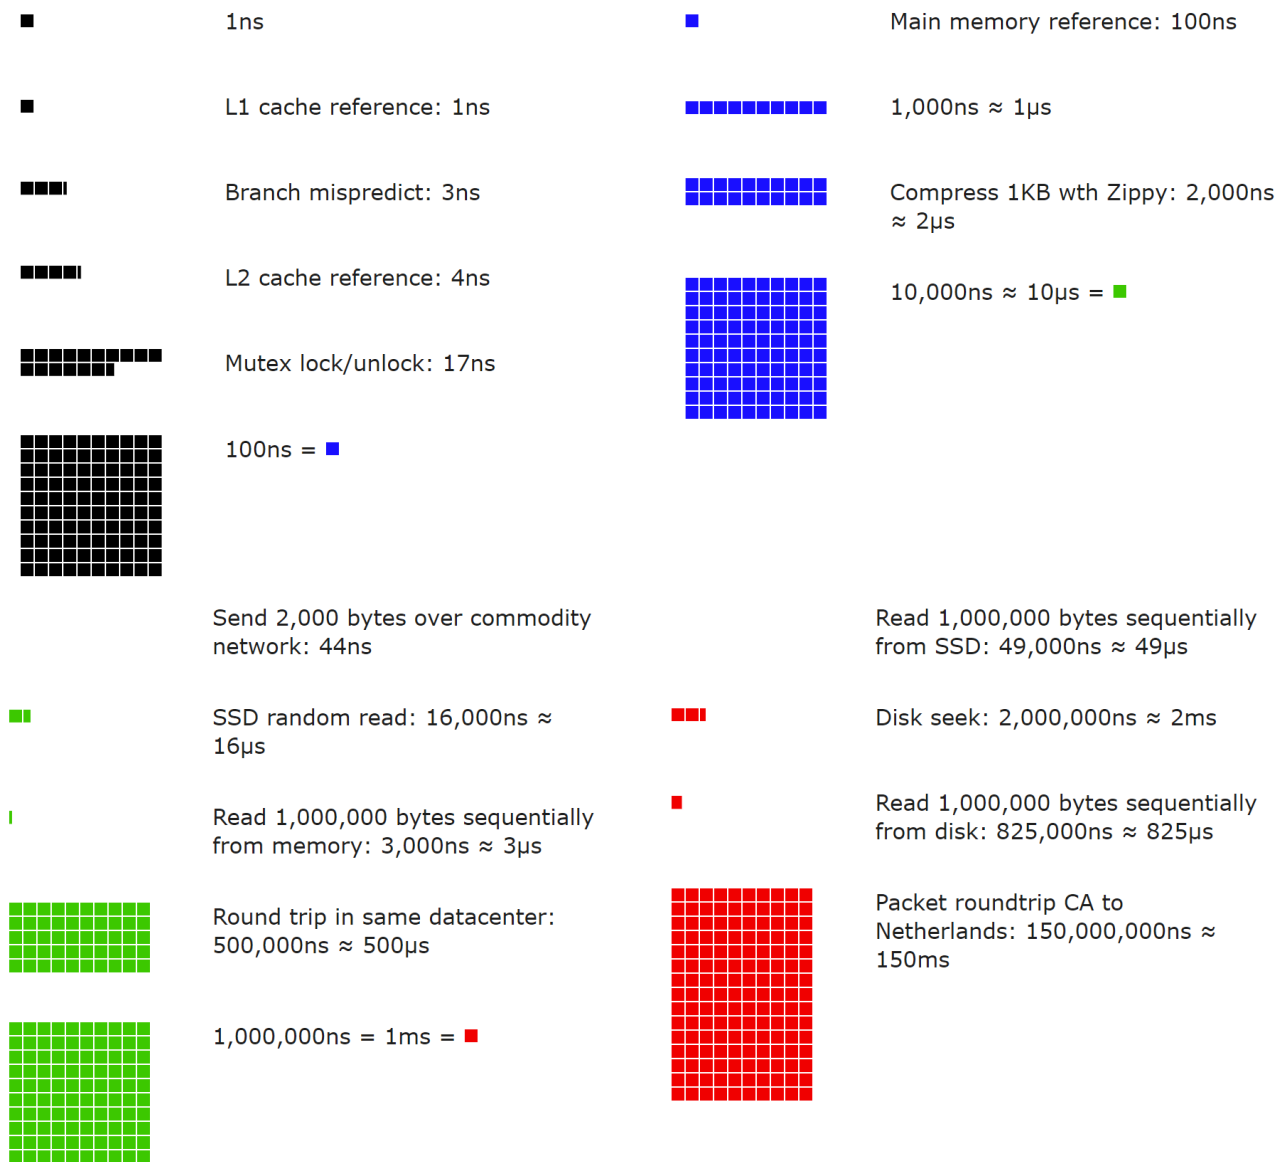 1ns
L1 cache reference: 1ns
Branch mispredict: 3ns
L2 cache reference: 4ns
Mutex lock/unlock: 17ns
100ns =
Main memory reference: 100ns
1,000ns ≈ 1μs
Compress 1KB wth Zippy: 2,000ns
≈ 2μs
10,000ns ≈ 10μs =
Send 2,000 bytes over commodity
network: 44ns
SSD random read: 16,000ns ≈
16μs
Read 1,000,000 bytes sequentially
from memory: 3,000ns ≈ 3μs
Round trip in same datacenter:
500,000ns ≈ 500μs
1,000,000ns = 1ms =
Read 1,000,000 bytes sequentially
from SSD: 49,000ns ≈ 49μs
Disk seek: 2,000,000ns ≈ 2ms
Read 1,000,000 bytes sequentially
from disk: 825,000ns ≈ 825μs
Packet roundtrip CA to
Netherlands: 150,000,000ns ≈
150ms